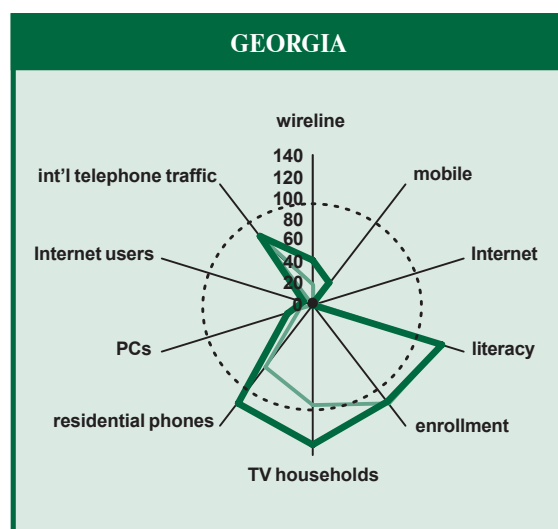 GEORGIA
wireline
140
120
100
80
60
40
20
0
mobile
Internet
literacy
enrollment
TV households
residential phones
PCs
Internet users
int'l telephone traffic